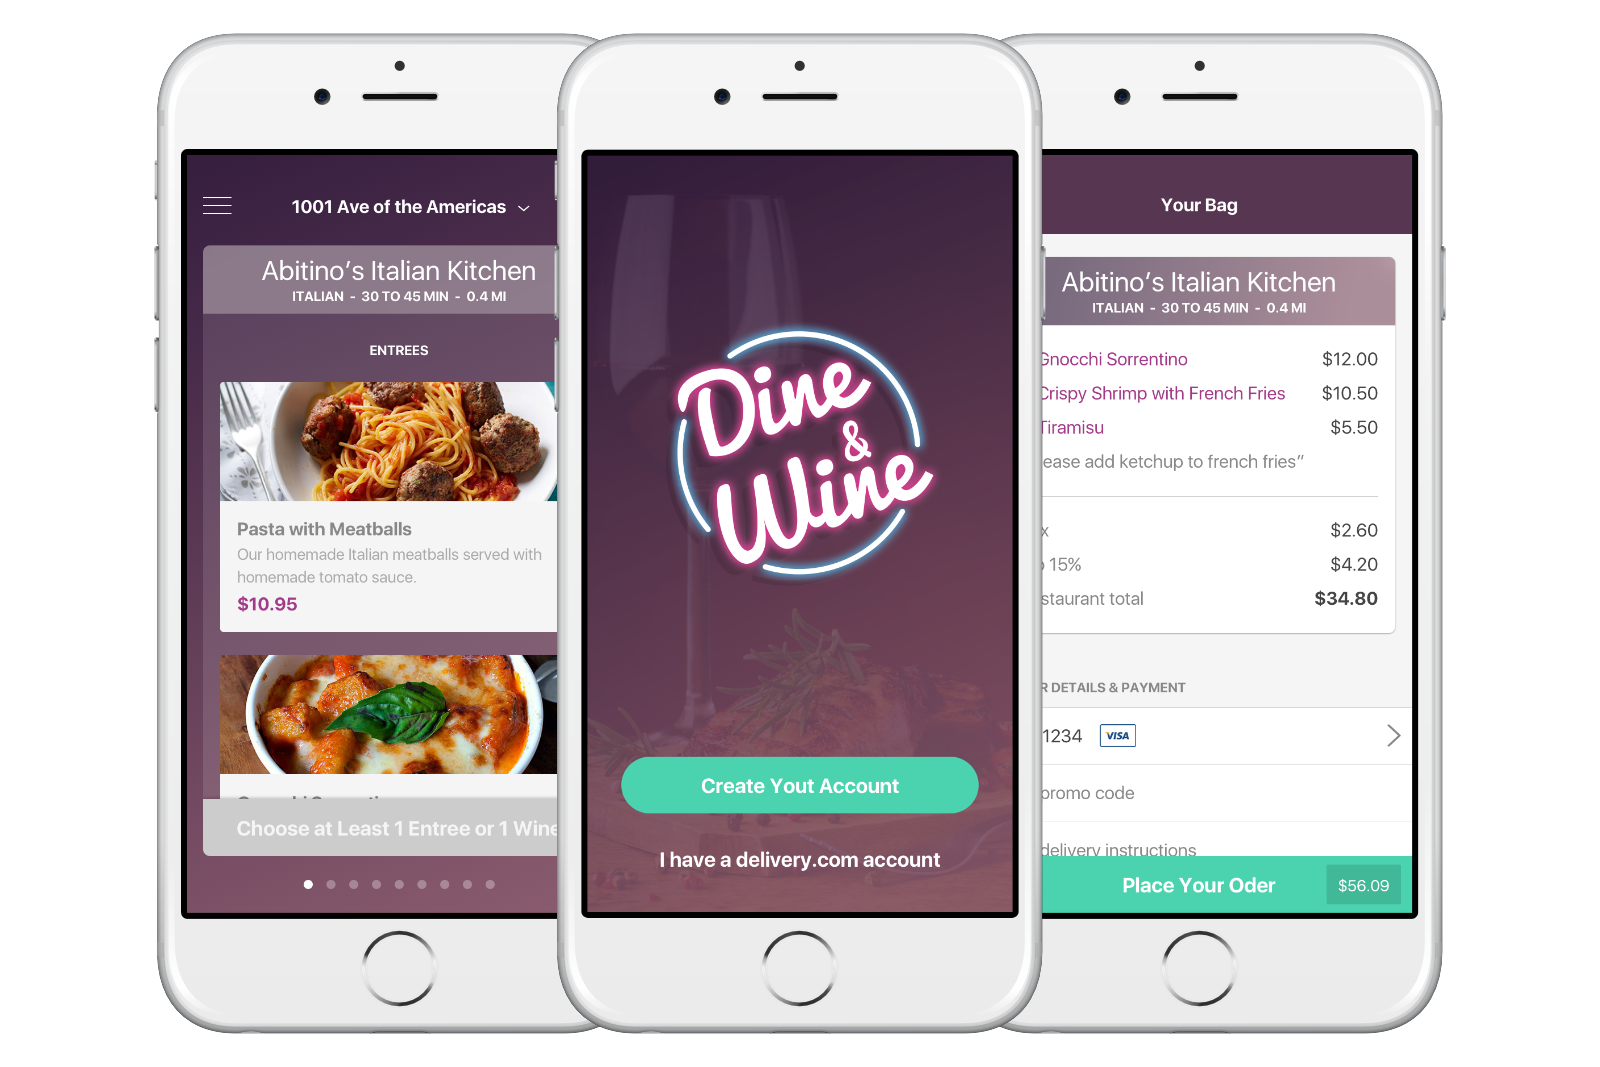 1001 Ave of the Americas
Abitino's Italian Kitchen
ITALIAN - 30 TO 45 MIN - 0.4 MI
ENTREES
Pasta with Meatballs
Our homemade Italian meatballs served with
homemade tomato sauce.
$10.95
Choose at Least 1 Entree or 1 Wine
Dine
&
Wine
Create Yout Account
I have a delivery.com account
Your Bag
Abitino's Italian Kitchen
ITALIAN - 30 TO 45 MIN - 0.4 MI
Gnocchi Sorrentino $12.00
Crispy Shrimp with French Fries $10.50
Tiramisu $5.50
ease add ketchup to french fries”
x $2.60
15% $4.20
staurant total $34.80
R DETAILS & PAYMENT
1234 VISA
promo code
delivery instructions
Place Your Oder $56.09